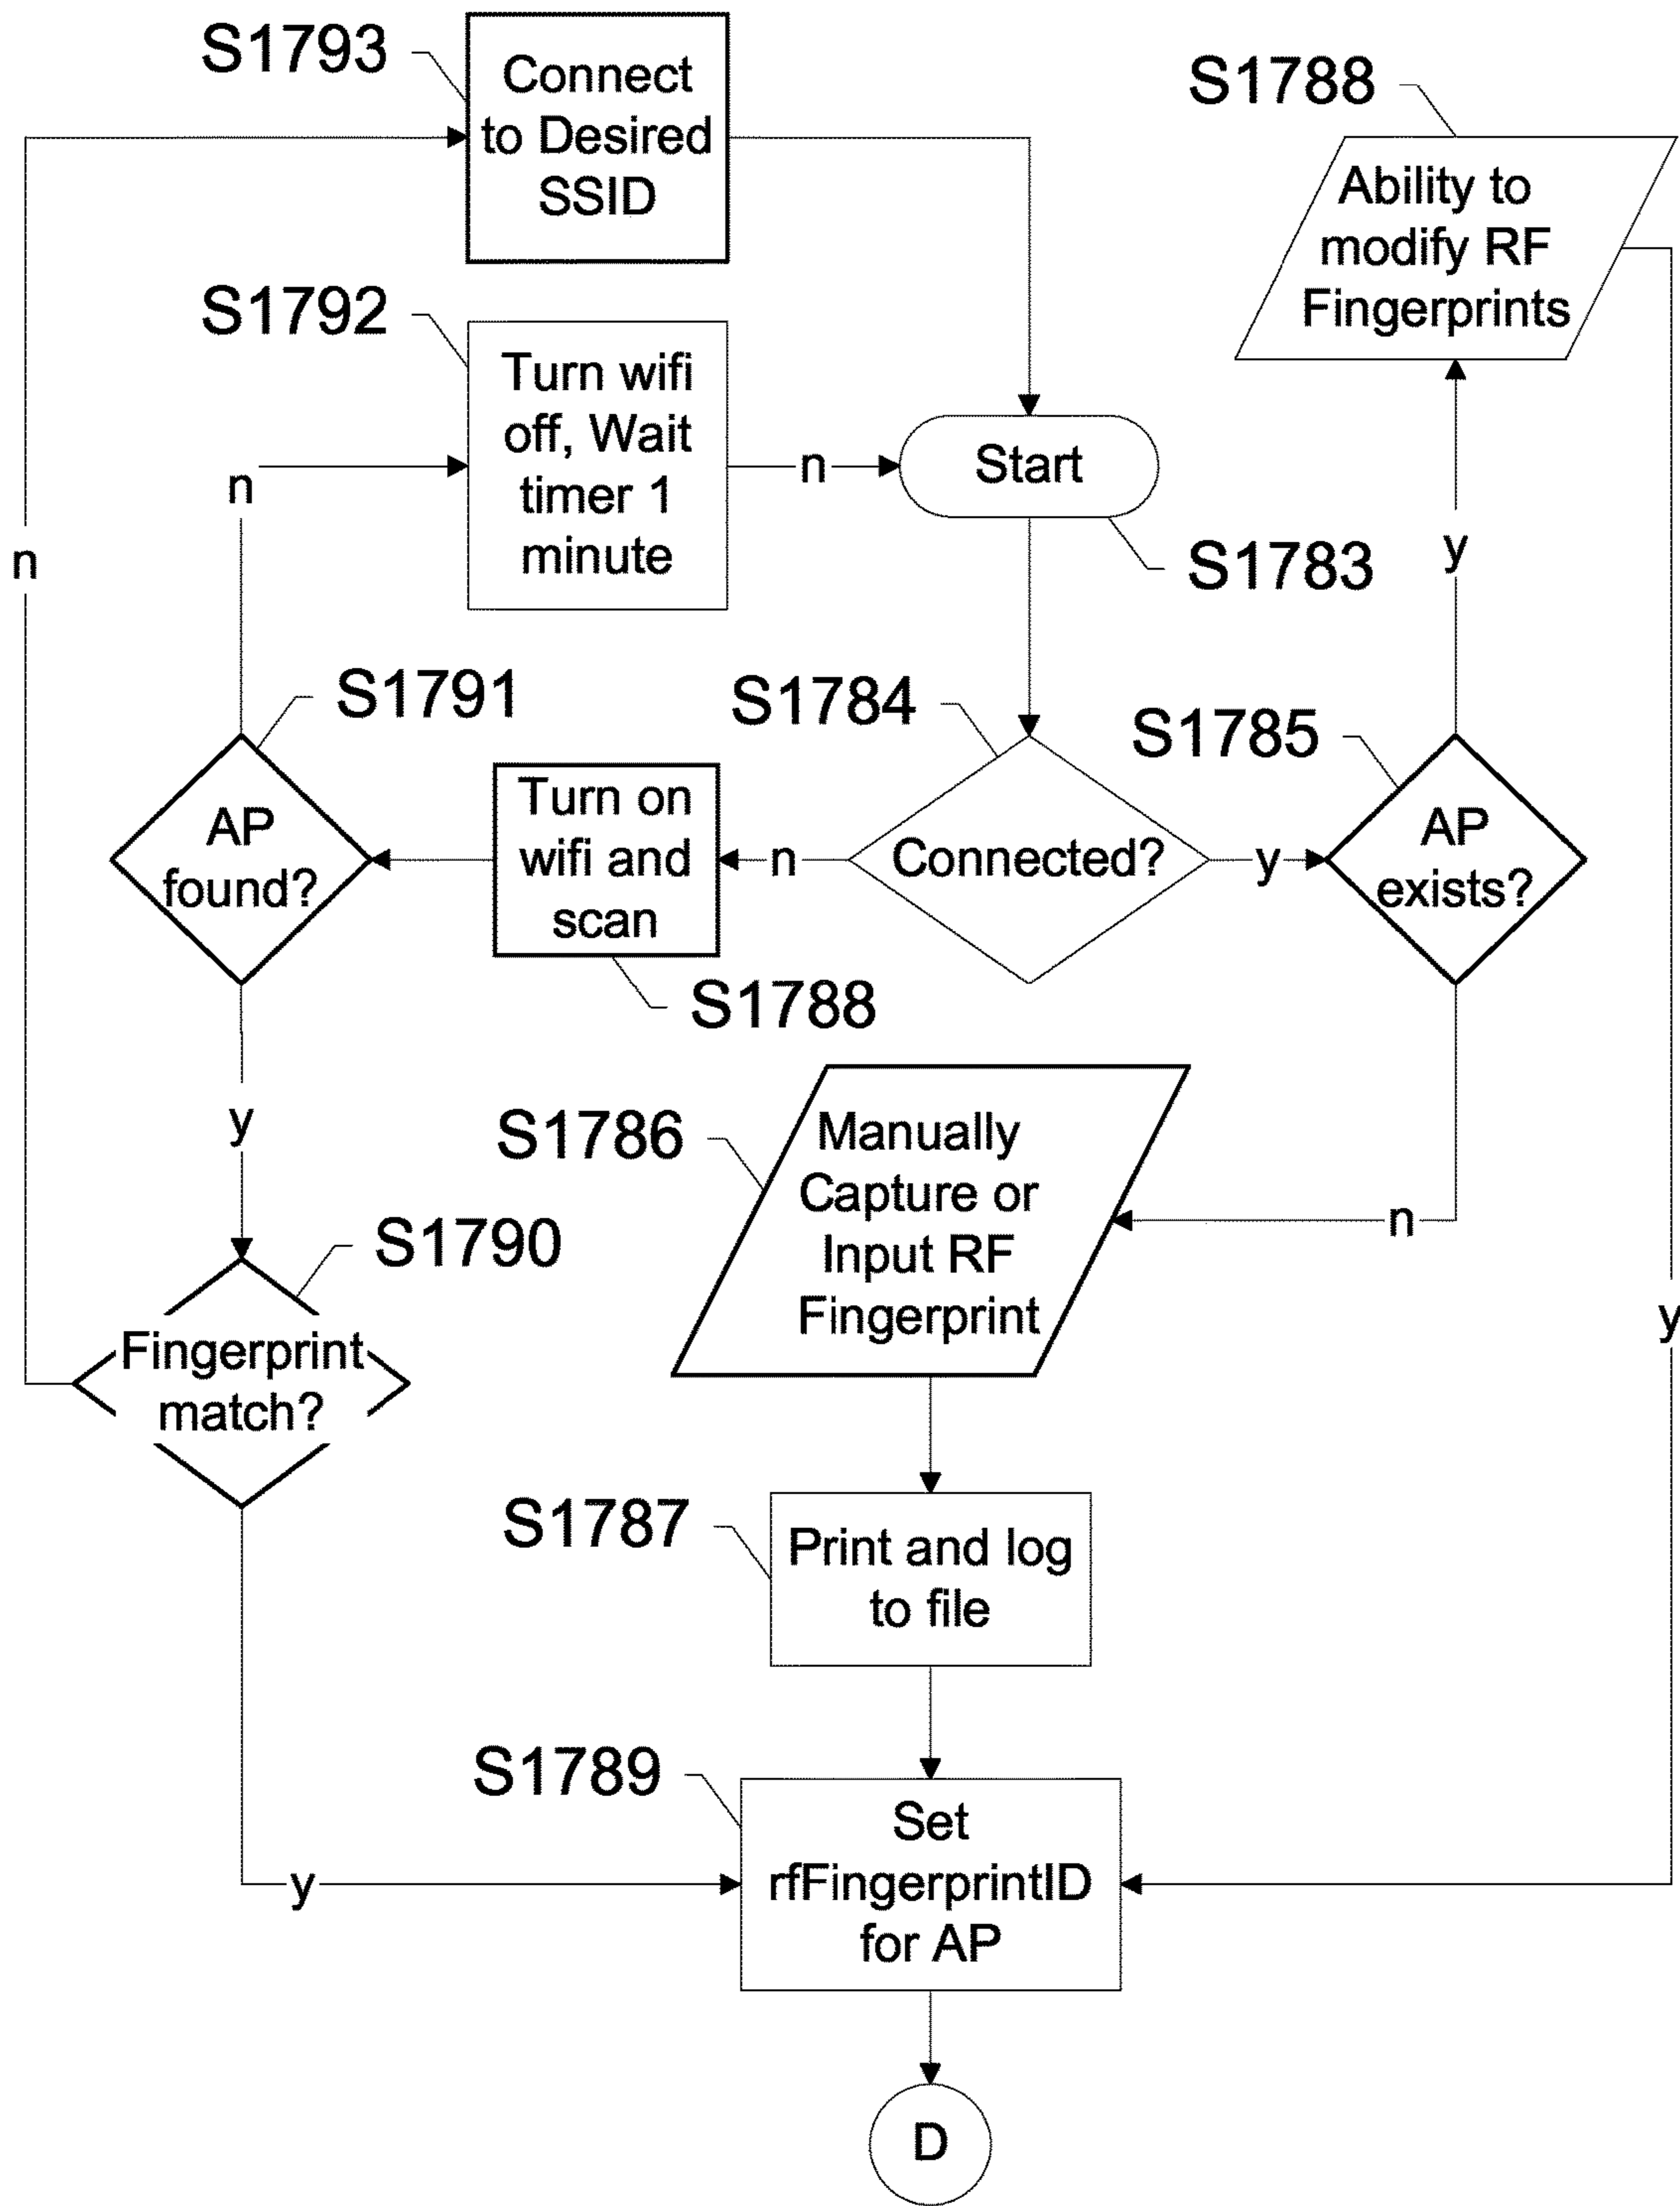 S1793
Connect
to Desired
SSID
S1788
Ability to
modify RF
Fingerprints
S1792
Turn wifi
off, Wait
timer 1
minute
n
n
Start
S1783
n
y
S1791
S1784
S1785
AP
found?
Turn on
wifi and
scan
n
Connected?
y
AP
exists?
S1788
y
S1786
Manually
Capture or
Input RF
Fingerprint
n
S1790
Fingerprint
match?
y
S1787
Print and log
to file
S1789
Set
rfFingerprintID
for AP
y
D